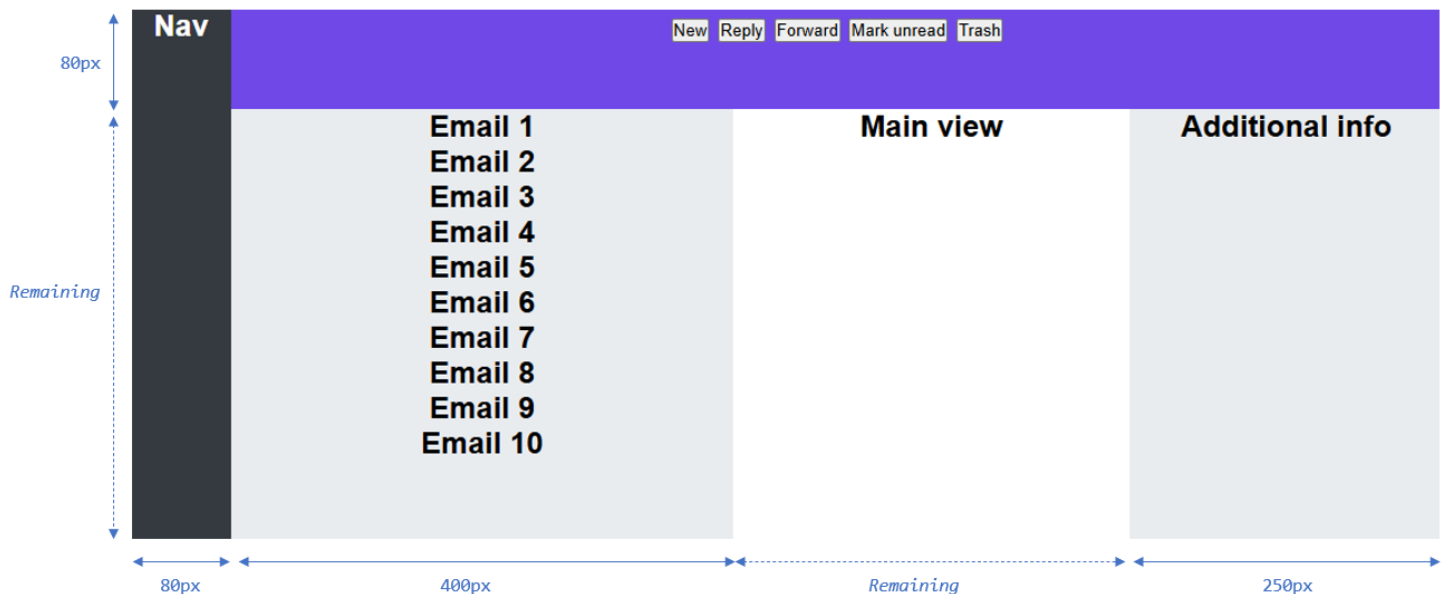 Nav
New Reply Forward Mark unread Trash
80px
Email 1
Email 2
Email 3
Email 4
Email 5
Email 6
Email 7
Email 8
Email 9
Email 10
Main view
Additional info
Remaining
80px
400px
Remaining
250px